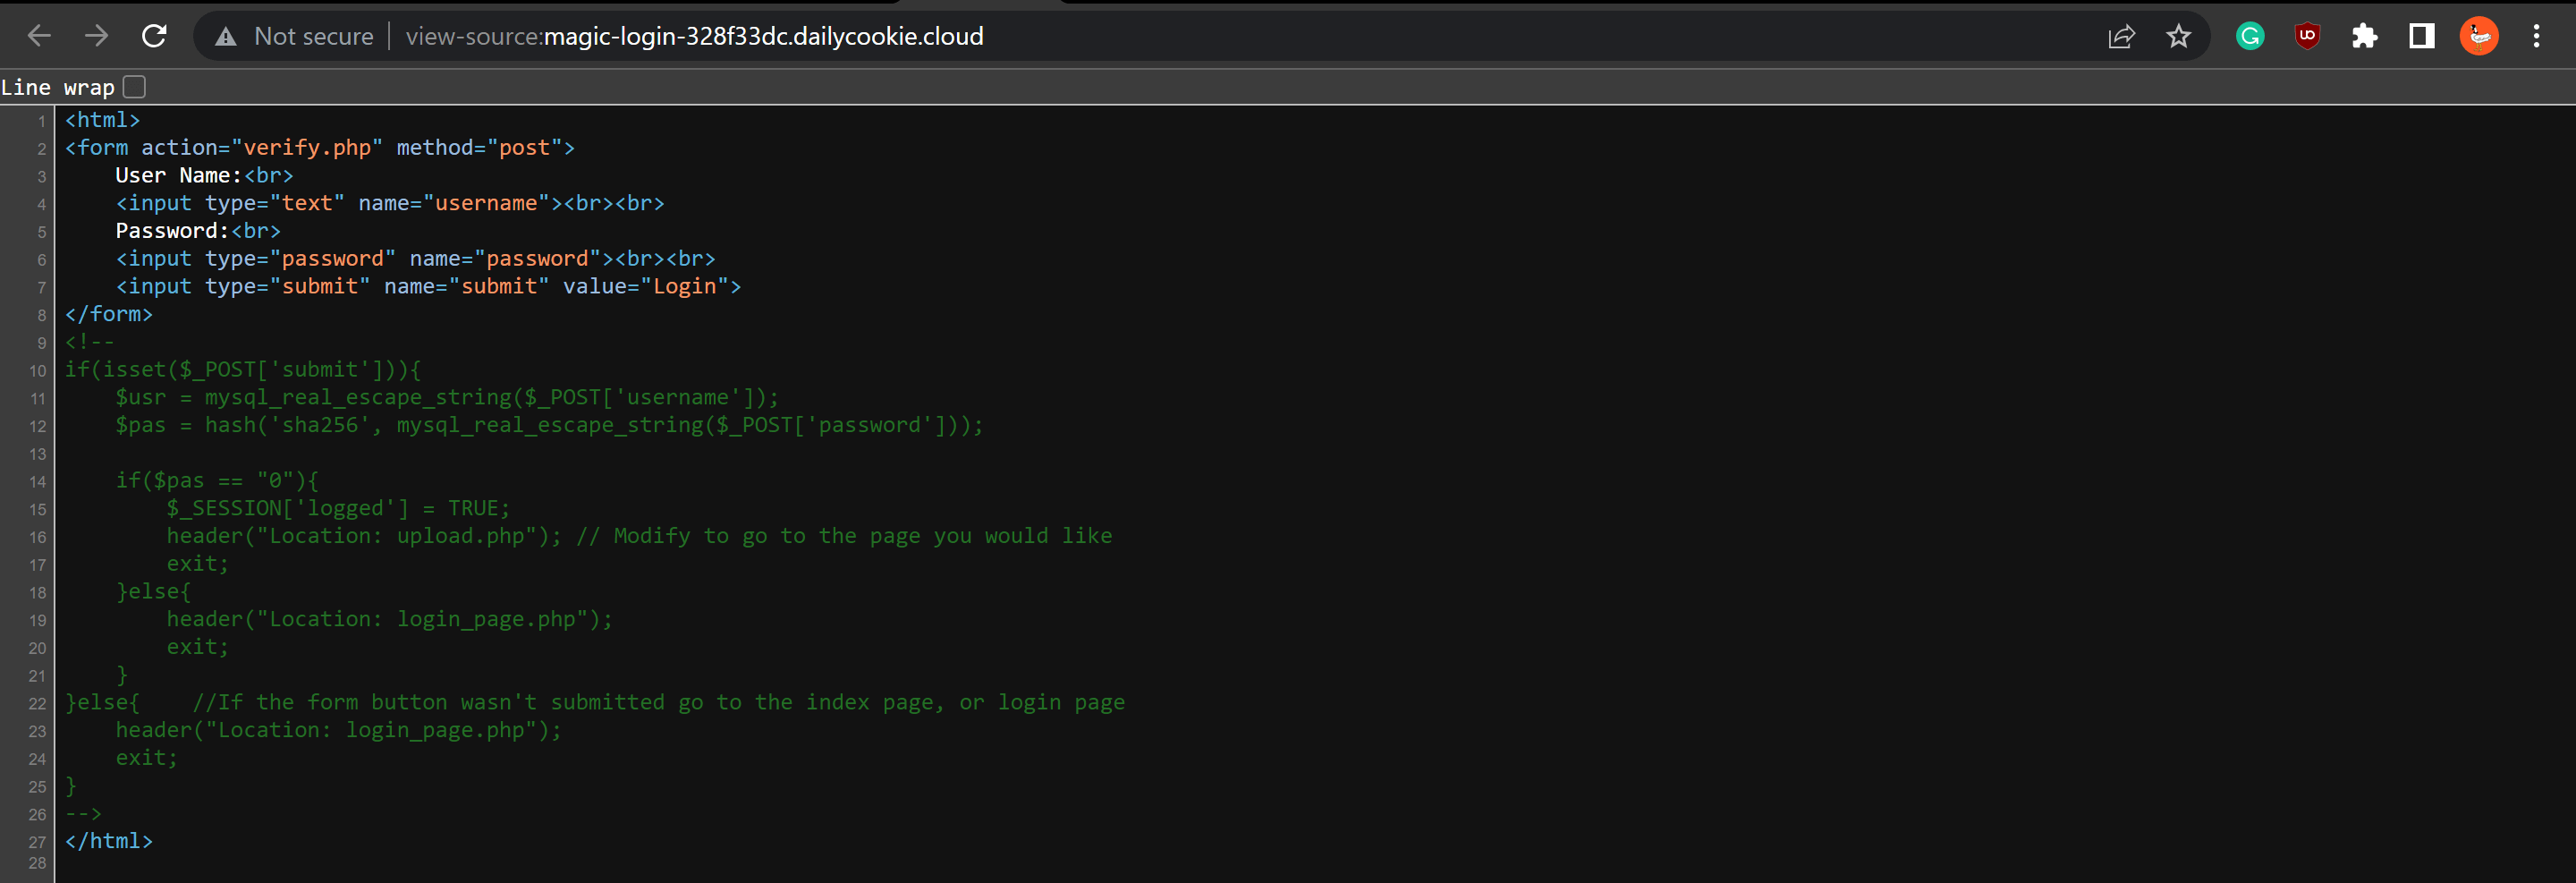 Not secure | view-source:magic-login-328f33dc.dailycookie.cloud
Line wrap
1 <html>
2 <form action="verify.php" method="post">
3     User Name:<br>
4     <input type="text" name="username"><br><br>
5     Password:<br>
6     <input type="password" name="password"><br><br>
7     <input type="submit" name="submit" value="Login">
8 </form>
9 <!--
10 if(isset($_POST['submit'])){
11     $usr = mysql_real_escape_string($_POST['username']);
12     $pas = hash('sha256', mysql_real_escape_string($_POST['password']));
13
14     if($pas == "0"){
15         $_SESSION['logged'] = TRUE;
16         header("Location: upload.php"); // Modify to go to the page you would like
17         exit;
18     }else{
19         header("Location: login_page.php");
20         exit;
21     }
22 }else{    //If the form button wasn't submitted go to the index page, or login page
23     header("Location: login_page.php");
24     exit;
25 }
26 -->
27 </html>
28